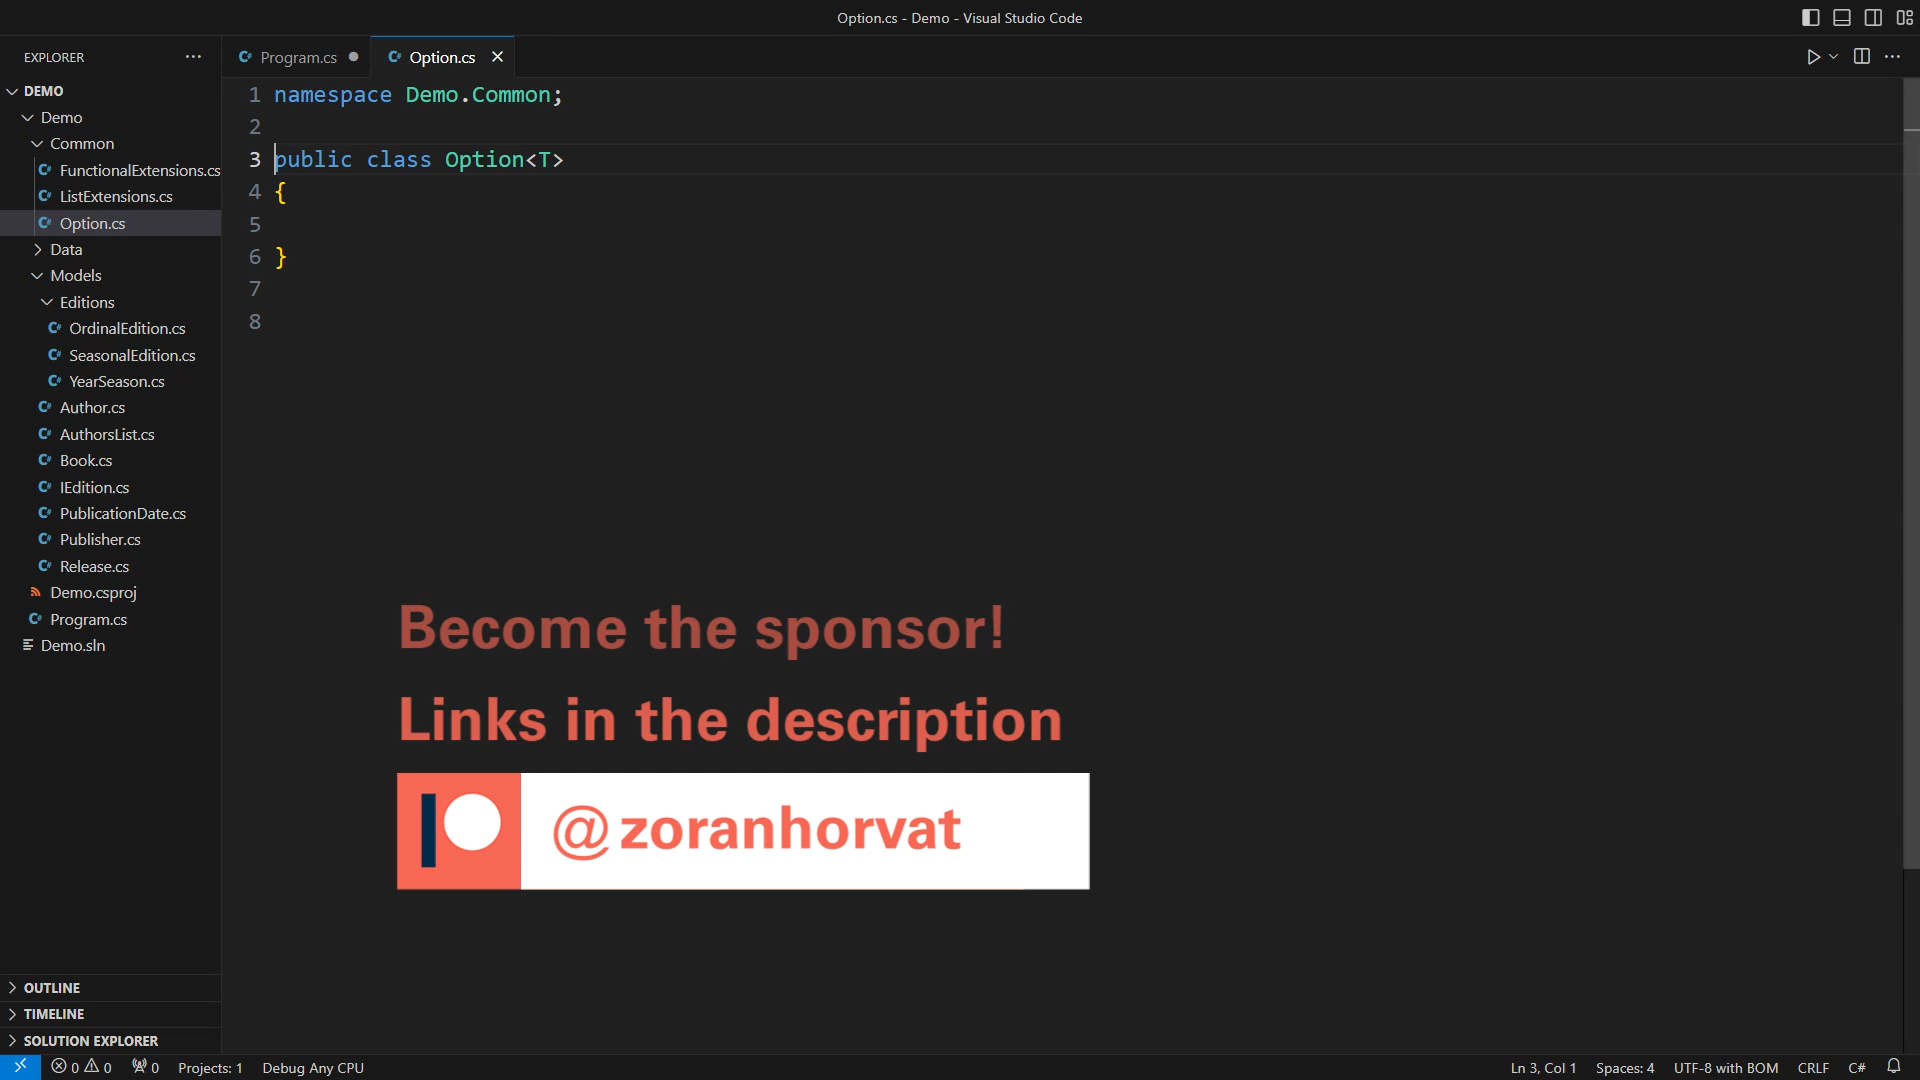 Option.cs - Demo - Visual Studio Code
EXPLORER
Program.cs
Option.cs
DEMO
Demo
Common
FunctionalExtensions.cs
ListExtensions.cs
Option.cs
Data
Models
Editions
OrdinalEdition.cs
SeasonalEdition.cs
YearSeason.cs
Author.cs
AuthorsList.cs
Book.cs
IEdition.cs
PublicationDate.cs
Publisher.cs
Release.cs
Demo.csproj
Program.cs
Demo.sln
OUTLINE
TIMELINE
SOLUTION EXPLORER
1 namespace Demo.Common;
2
3 public class Option<T>
4 {
5
6 }
7
8
Become the sponsor!
Links in the description
@zoranhorvat
0 0 0 Projects: 1 Debug Any CPU
Ln 3, Col 1 Spaces: 4 UTF-8 with BOM CRLF C#